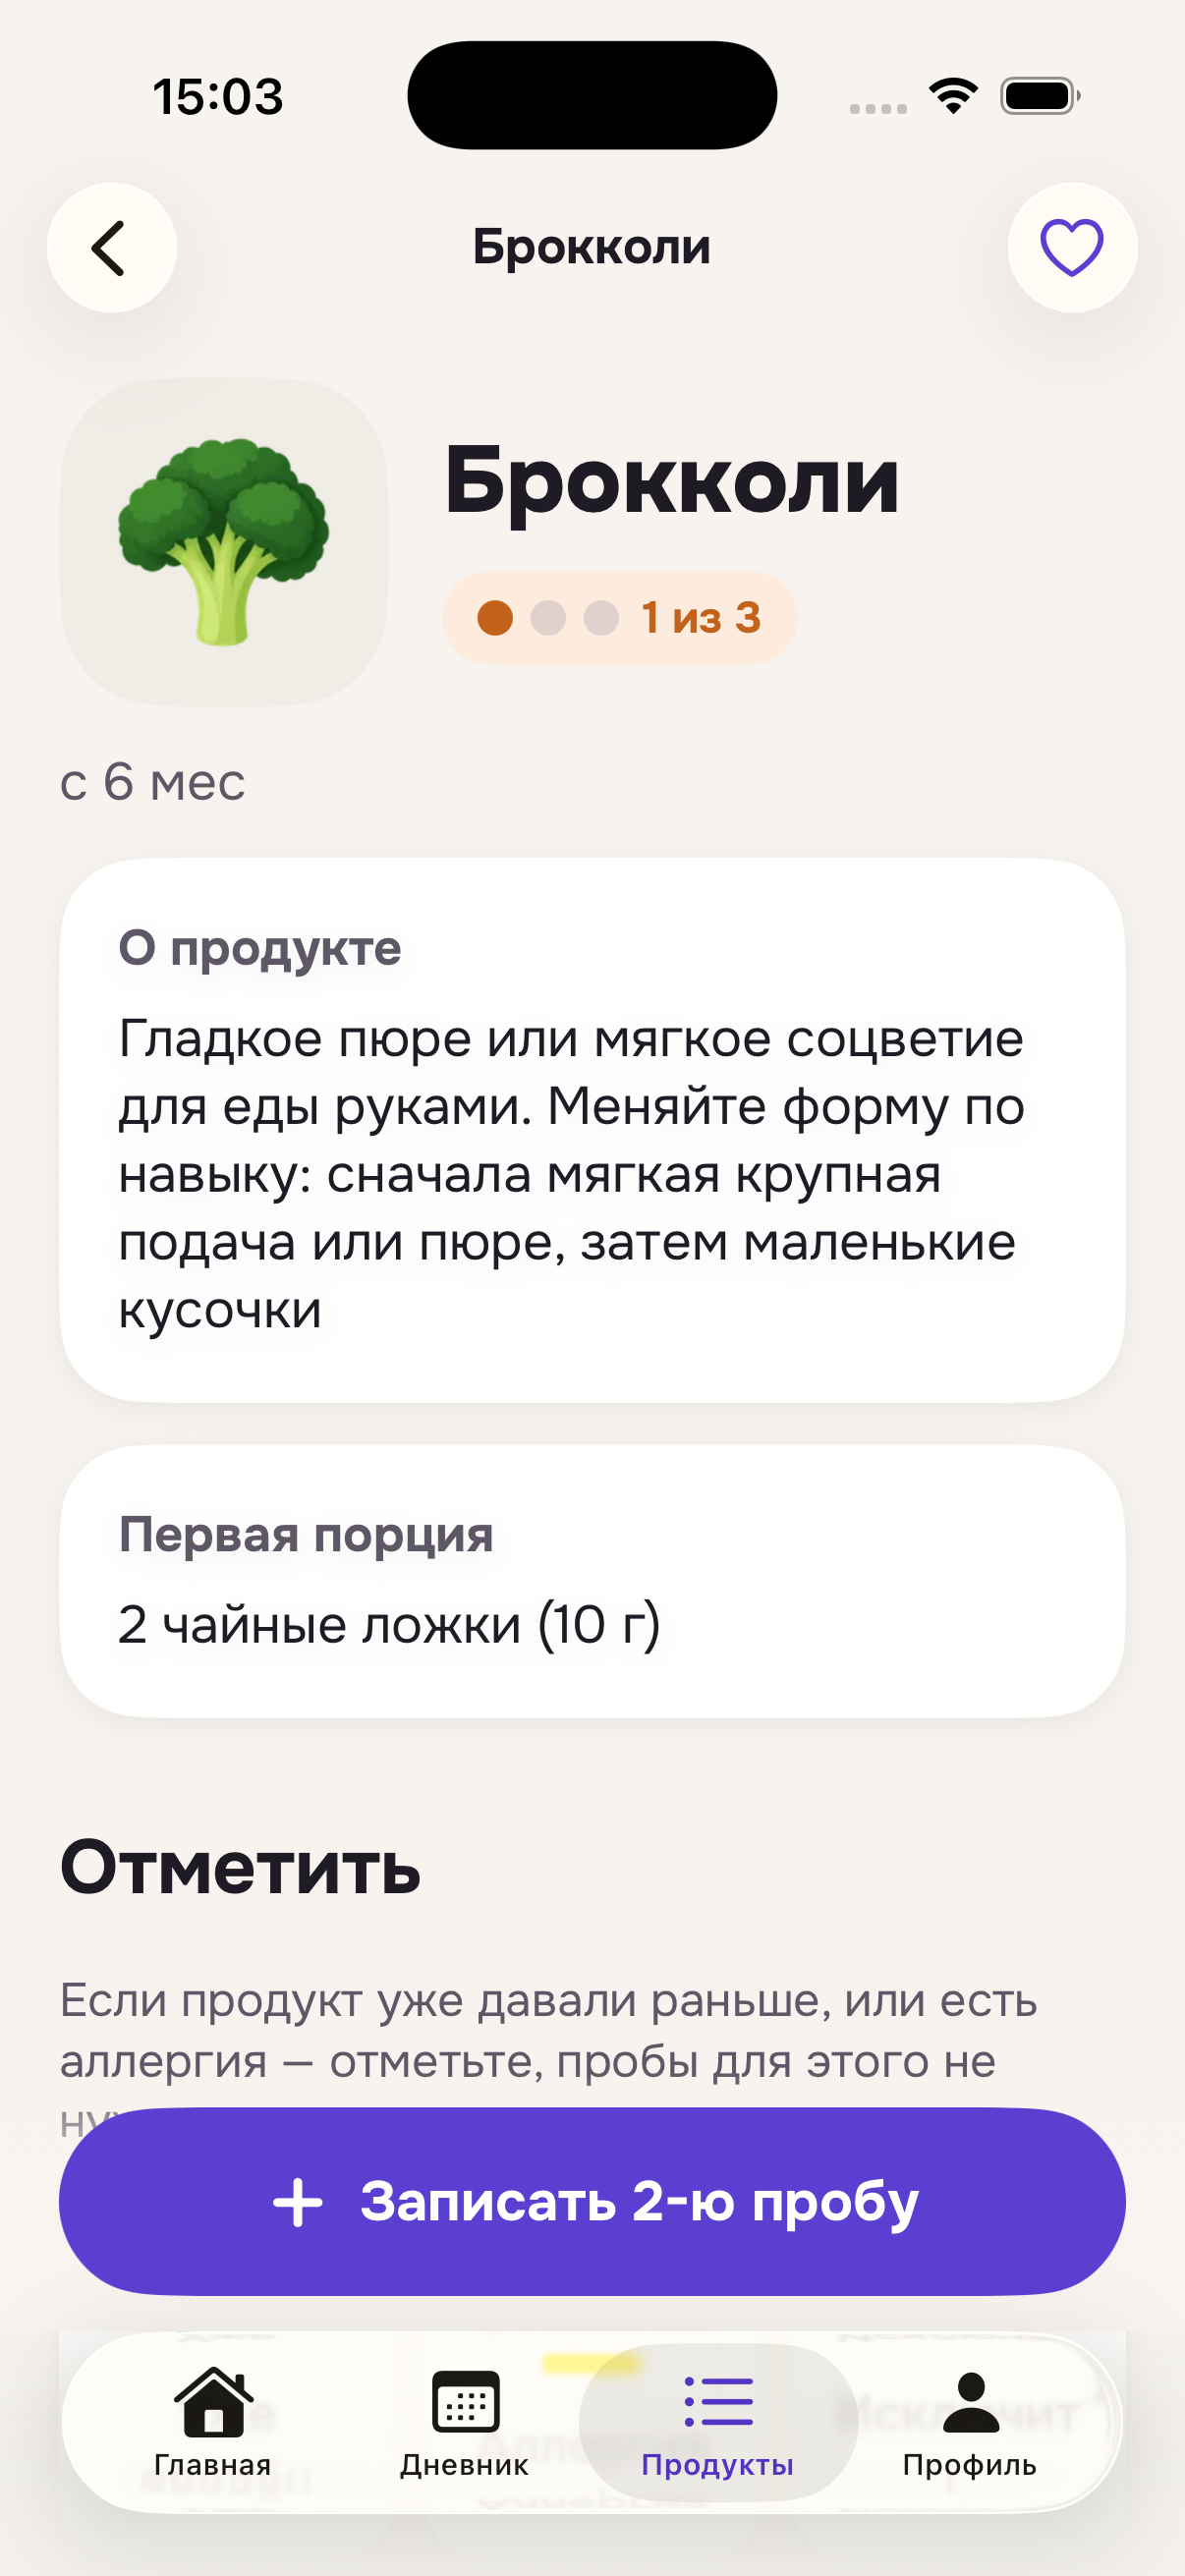 15:03
Брокколи
Брокколи
1 из 3
с 6 мес
О продукте
Гладкое пюре или мягкое соцветие
для еды руками. Меняйте форму по
навыку: сначала мягкая крупная
подача или пюре, затем маленькие
кусочки
Первая порция
2 чайные ложки (10 г)
Отметить
Если продукт уже давали раньше, или есть
аллергия — отметьте, пробы для этого не
Записать 2-ю пробу
Главная
Дневник
Продукты
Профиль